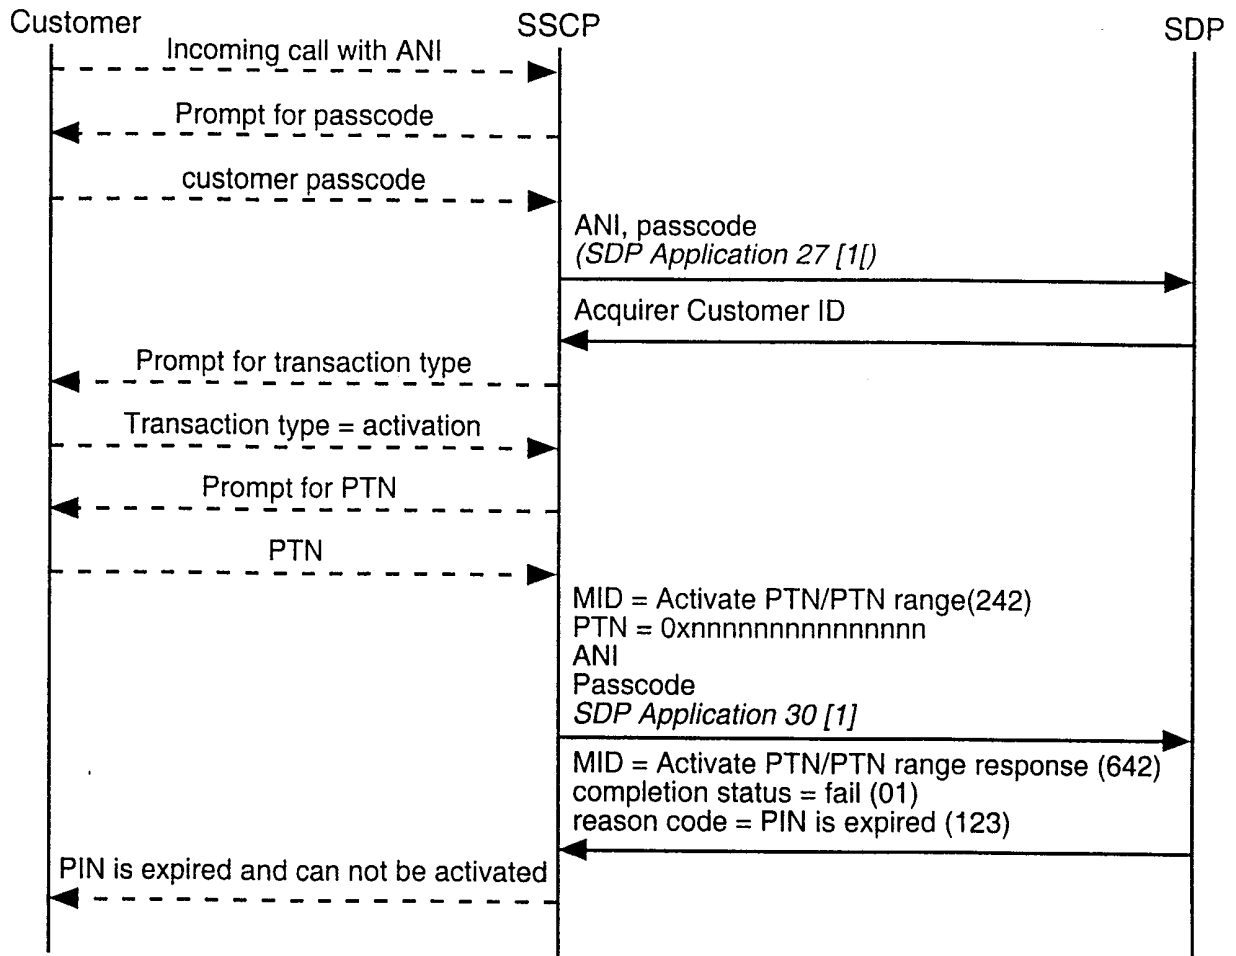 Customer
SSCP
SDP
Incoming call with ANI
Prompt for passcode
customer passcode
ANI, passcode
(SDP Application 27 [1[)
Acquirer Customer ID
Prompt for transaction type
Transaction type = activation
Prompt for PTN
PTN
MID = Activate PTN/PTN range(242)
PTN = 0xnnnnnnnnnnnnnnnn
ANI
Passcode
SDP Application 30 [1]
MID = Activate PTN/PTN range response (642)
completion status = fail (01)
reason code = PIN is expired (123)
PIN is expired and can not be activated